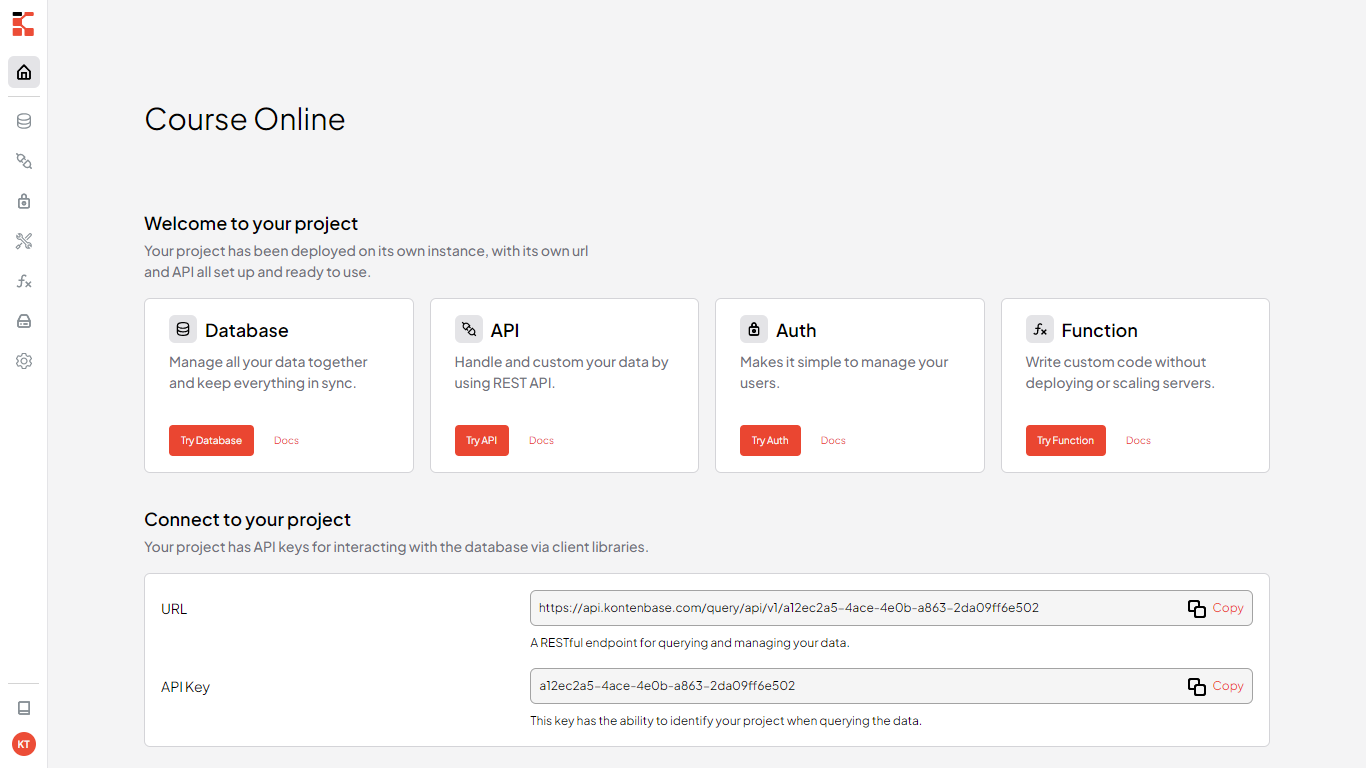 Course Online
Welcome to your project
Your project has been deployed on its own instance, with its own url
and API all set up and ready to use.
Database
Manage all your data together
and keep everything in sync.
Try Database Docs
API
Handle and custom your data by
using REST API.
Try API Docs
Auth
Makes it simple to manage your
users.
Try Auth Docs
fx Function
Write custom code without
deploying or scaling servers.
Try Function Docs
Connect to your project
Your project has API keys for interacting with the database via client libraries.
URL
https://api.kontenbase.com/query/api/v1/a12ec2a5-4ace-4e0b-a863-2da09ff6e502 Copy
A RESTful endpoint for querying and managing your data.
API Key
a12ec2a5-4ace-4e0b-a863-2da09ff6e502 Copy
This key has the ability to identify your project when querying the data.
fx
KT